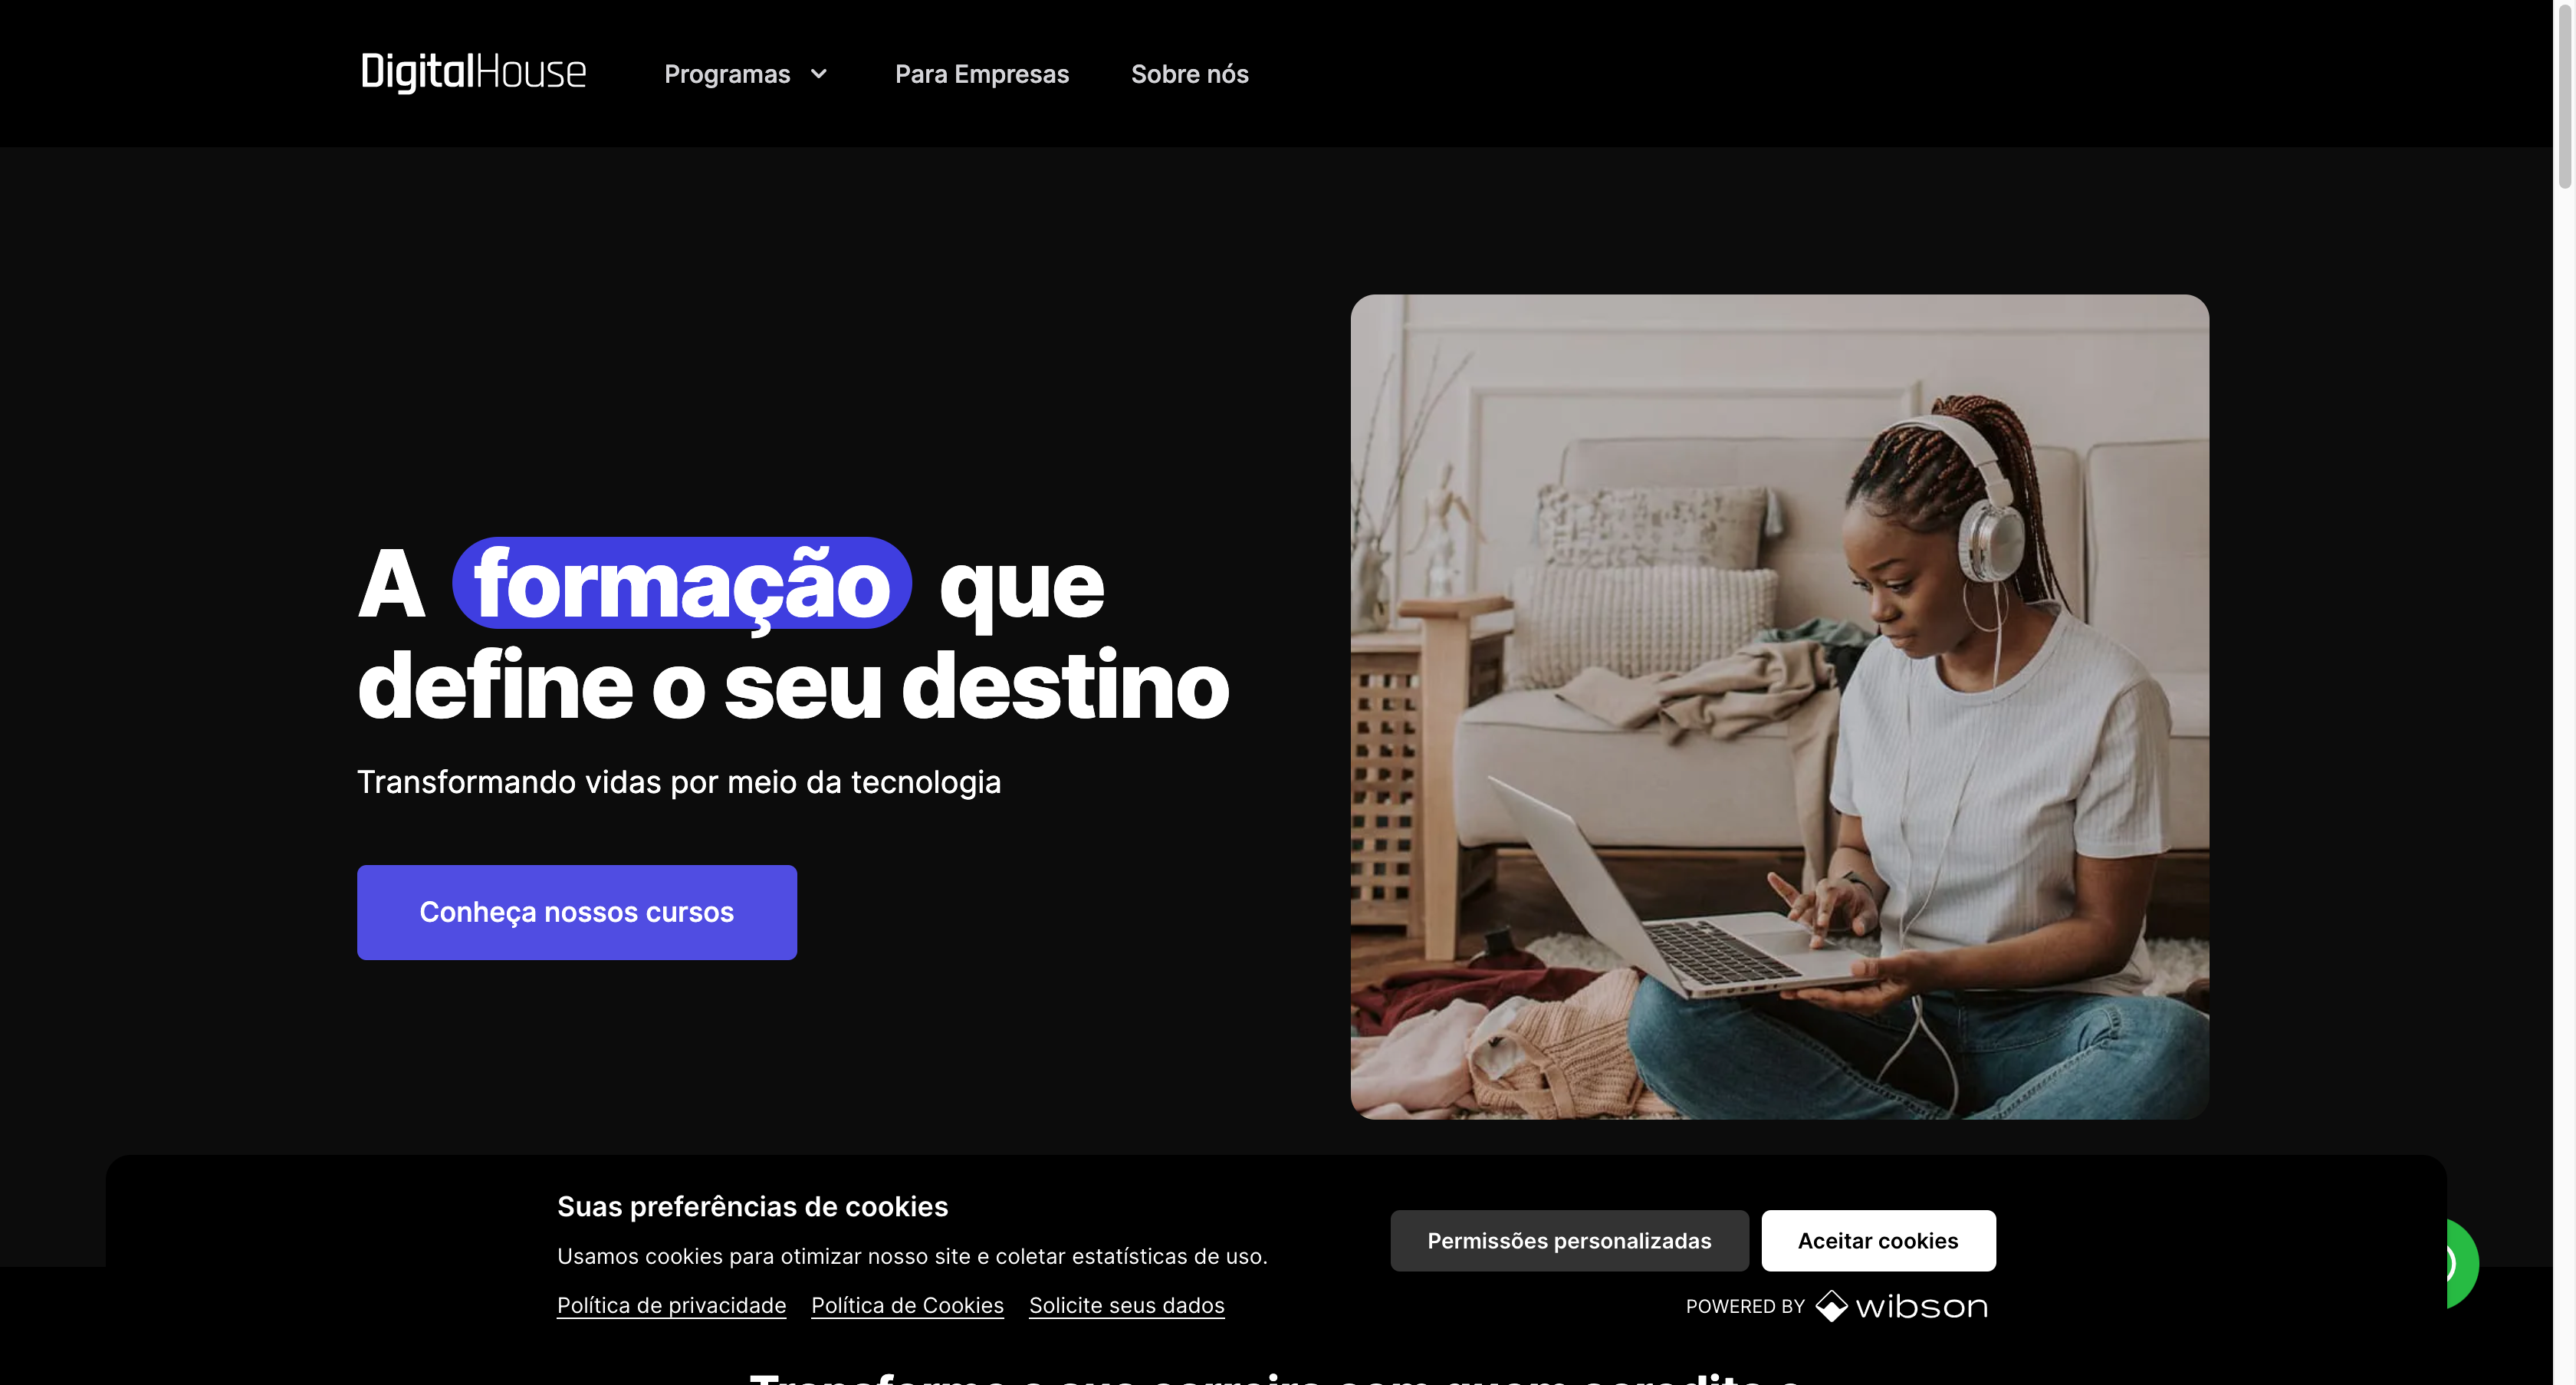 DigitalHouse
Programas
Para Empresas
Sobre nós
A formação que
define o seu destino
Transformando vidas por meio da tecnologia
Conheça nossos cursos
Suas preferências de cookies
Usamos cookies para otimizar nosso site e coletar estatísticas de uso.
Política de privacidade
Política de Cookies
Solicite seus dados
Permissões personalizadas
Aceitar cookies
POWERED BY wibson